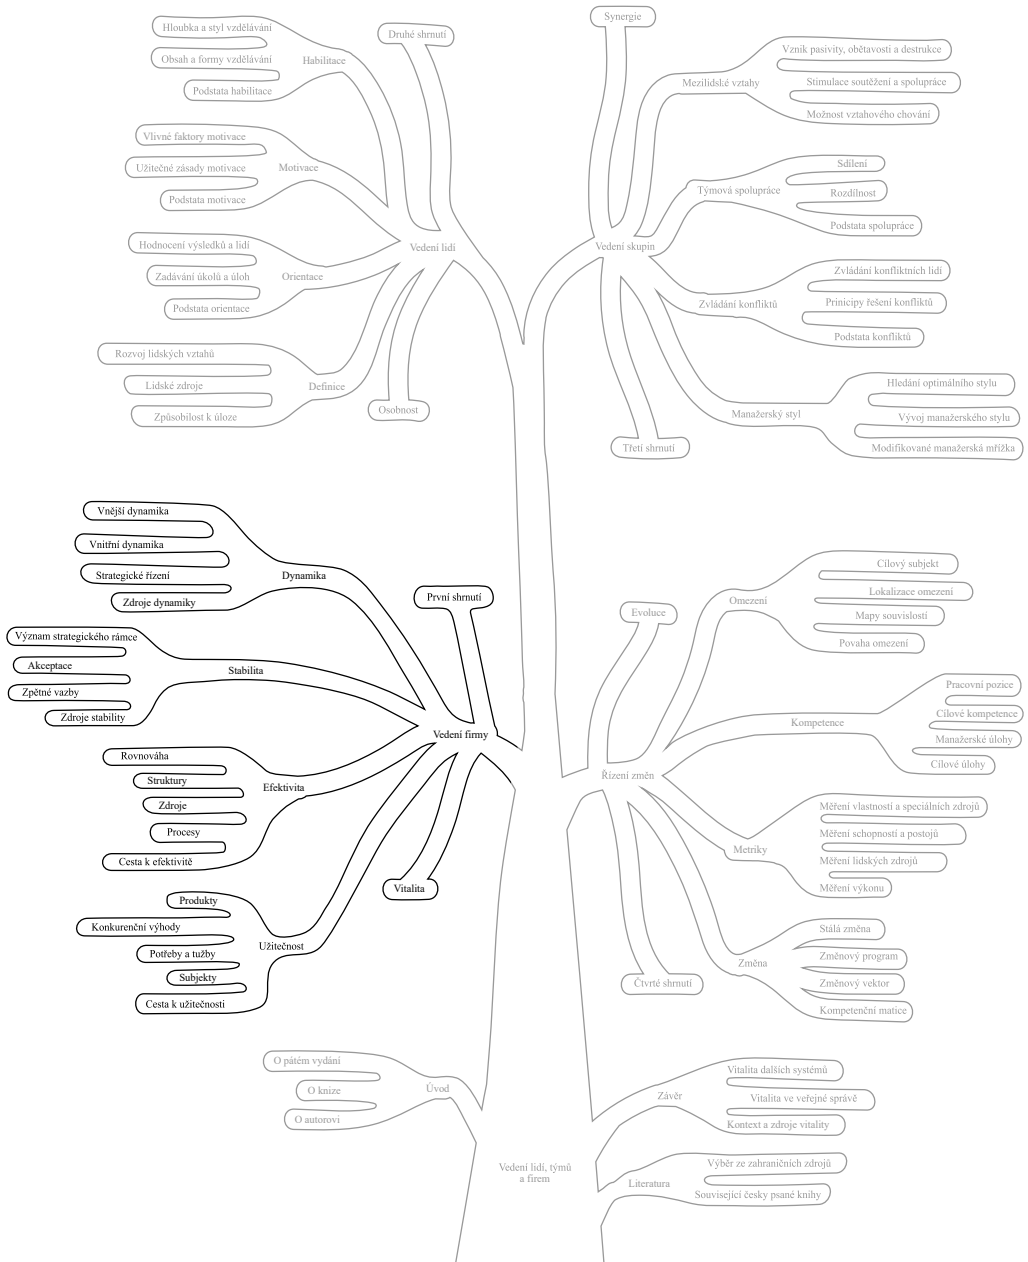 Synergie
Hloubka a styl vzdělávání
Obsah a formy vzdělávání
Podstata habilitace
Habilitace
Druhé shrnutí
Vlivné faktory motivace
Užitečné zásady motivace
Podstata motivace
Motivace
Hodnocení výsledků a lidí
Zadávání úkolů a úloh
Podstata orientace
Orientace
Vedení lidí
Rozvoj lidských vztahů
Lidské zdroje
Způsobilost k úloze
Definice
Osobnost
Vznik pasivity, obětavosti a destrukce
Stimulace soutěžení a spolupráce
Možnost vztahového chování
Mezilidské vztahy
Sdílení
Rozdílnost
Podstata spolupráce
Týmová spolupráce
Vedení skupin
Zvládání konfliktních lidí
Prinicipy řešení konfliktů
Podstata konfliktů
Zvládání konfliktů
Hledání optimálního stylu
Vývoj manažerského stylu
Modifikované manažerská mřížka
Manažerský styl
Třetí shrnutí
Vnější dynamika
Vnitřní dynamika
Strategické řízení
Zdroje dynamiky
Dynamika
První shrnutí
Význam strategického rámce
Akceptace
Zpětné vazby
Zdroje stability
Stabilita
Vedení firmy
Rovnováha
Struktury
Zdroje
Procesy
Cesta k efektivitě
Efektivita
Vitalita
Produkty
Konkurenční výhody
Potřeby a tužby
Subjekty
Cesta k užitečnosti
Užitečnost
Evoluce
Omezení
Cílový subjekt
Lokalizace omezení
Mapy souvislostí
Povaha omezení
Kompetence
Pracovní pozice
Cílové kompetence
Manažerské úlohy
Cílové úlohy
Řízení změn
Metriky
Měření vlastností a speciálních zdrojů
Měření schopností a postojů
Měření lidských zdrojů
Měření výkonu
Změna
Stálá změna
Změnový program
Změnový vektor
Kompetenční matice
Čtvrté shrnutí
O pátém vydání
O knize
O autorovi
Úvod
Závěr
Vitalita dalších systémů
Vitalita ve veřejné správě
Kontext a zdroje vitality
Vedení lidí, týmů
a firem
Literatura
Výběr ze zahraničních zdrojů
Související česky psané knihy